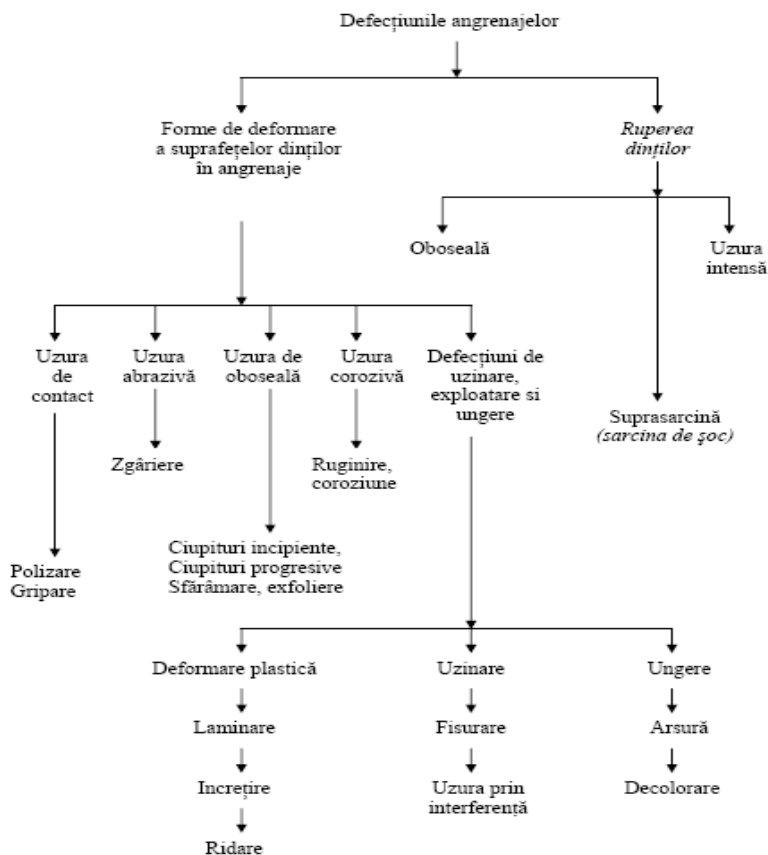 Defecțiunile angrenajelor
Forme de deformare
a suprafețelor dinților
în angrenaje
Ruperea
dinților
Oboseală
Uzura
intensă
Suprasarcină
(sarcina de şoc)
Uzura
de
contact
Uzura
abrazivă
Uzura de
oboseală
Uzura
corozivă
Defecțiuni de
uzinare,
exploatare si
ungere
Zgâriere
Ruginire,
coroziune
Polizare
Gripare
Ciupituri incipiente,
Ciupituri progresive
Sfărâmare, exfoliere
Deformare plastică
Uzinare
Ungere
Laminare
Fisurare
Arsură
Increțire
Uzura prin
interferență
Decolorare
Ridare